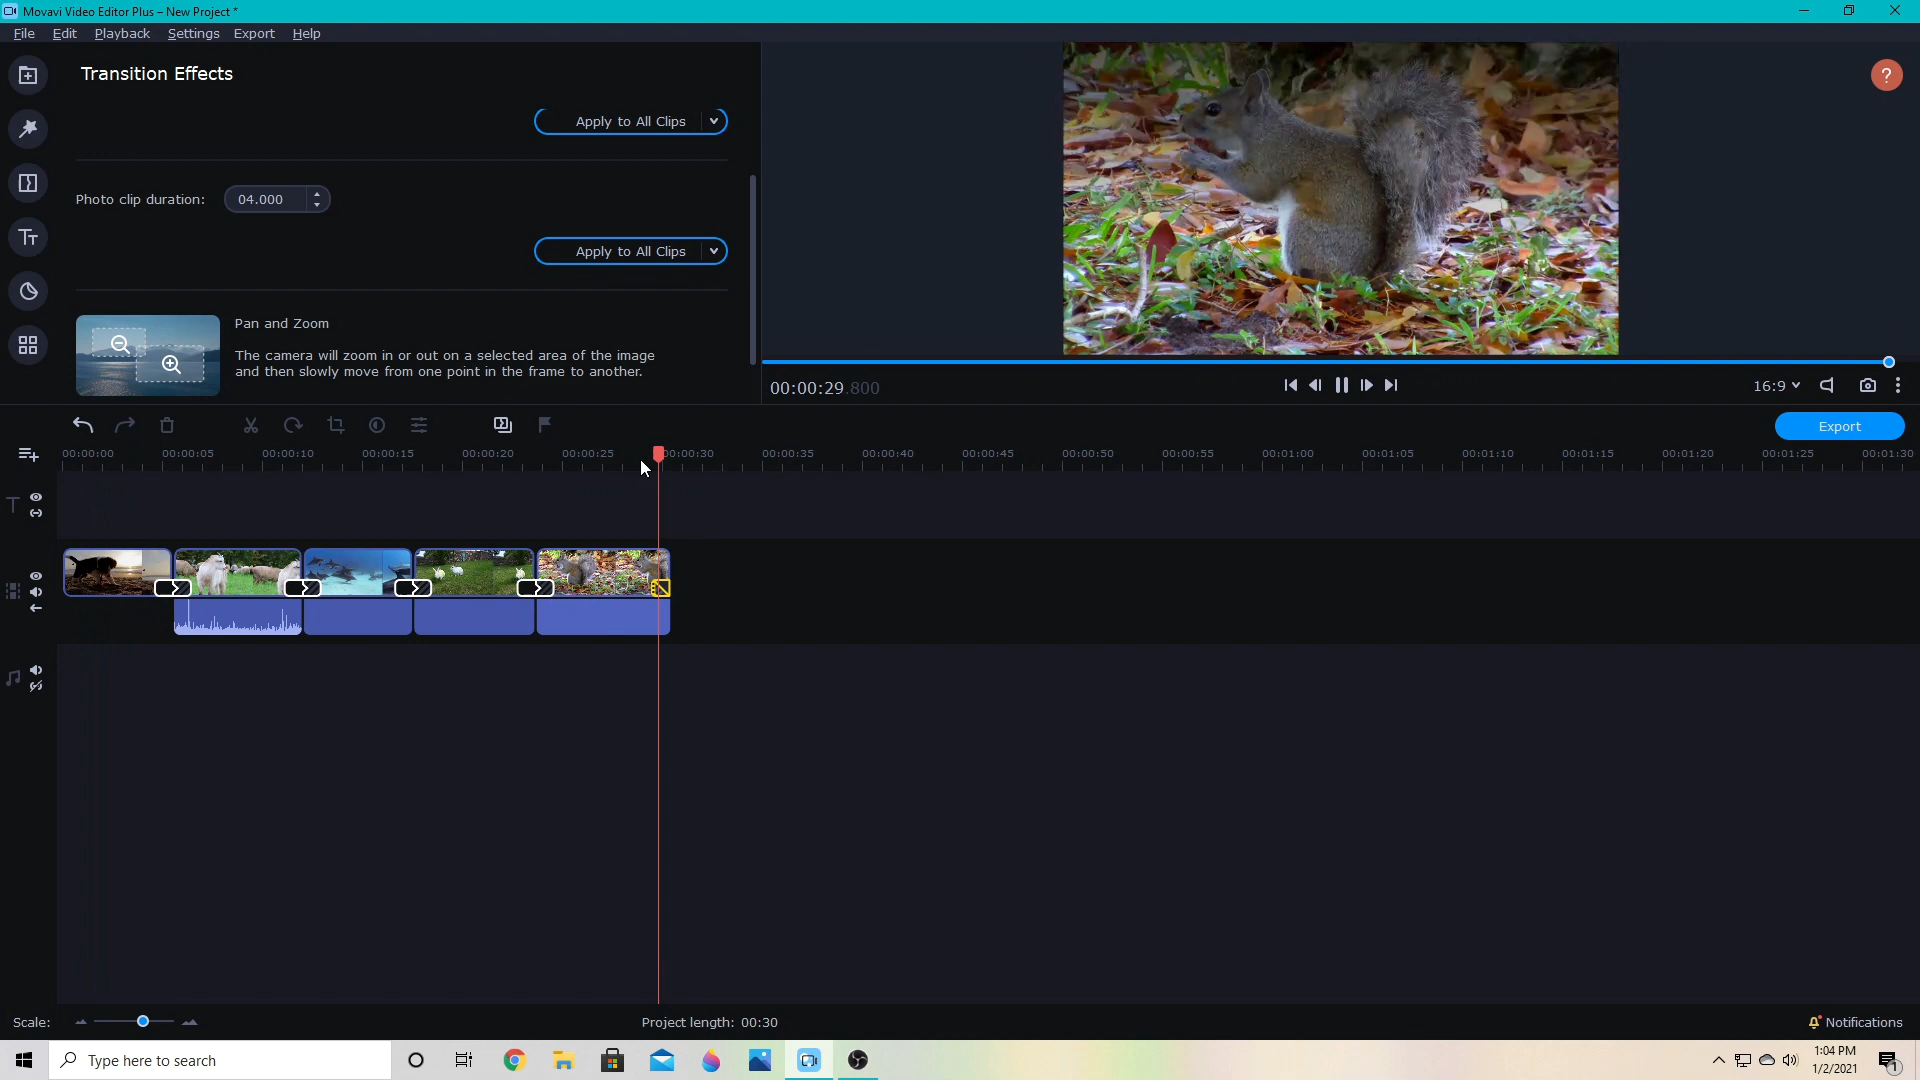 Movavi Video Editor Plus – New Project *
File Edit Playback Settings Export Help
Transition Effects
Apply to All Clips
Photo clip duration: 04.000
Apply to All Clips
Pan and Zoom
The camera will zoom in or out on a selected area of the image
and then slowly move from one point in the frame to another.
?
00:00:29.800
16:9
Export
00:00:00 00:00:05 00:00:10 00:00:15 00:00:20 00:00:25 00:00:30 00:00:35 00:00:40 00:00:45 00:00:50 00:00:55 00:01:00 00:01:05 00:01:10 00:01:15 00:01:20 00:01:25 00:01:30
Scale:
Project length: 00:30
Notifications
Type here to search
1:04 PM
1/2/2021
1